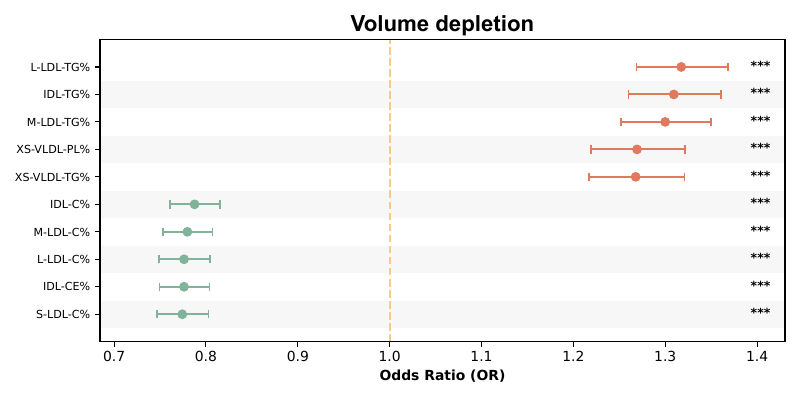 Volume depletion
L-LDL-TG% ***
IDL-TG% ***
M-LDL-TG% ***
XS-VLDL-PL% ***
XS-VLDL-TG% ***
IDL-C% ***
M-LDL-C% ***
L-LDL-C% ***
IDL-CE% ***
S-LDL-C% ***
0.7 0.8 0.9 1.0 1.1 1.2 1.3 1.4
Odds Ratio (OR)